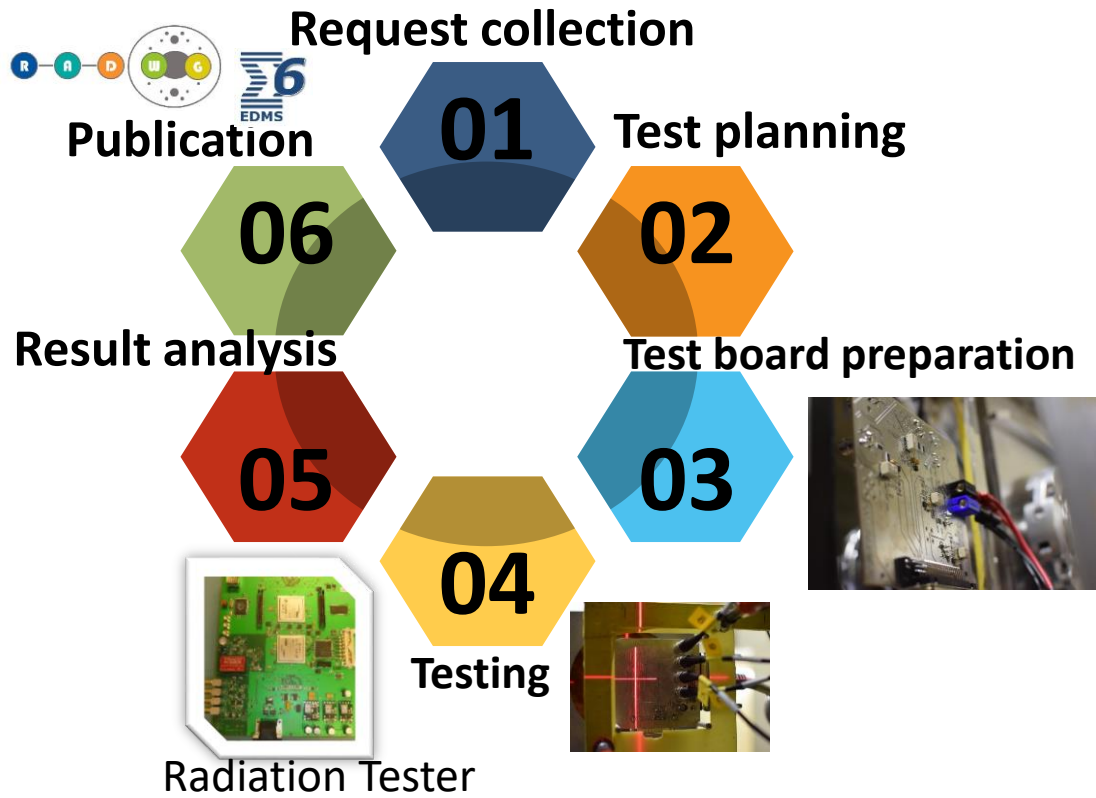 Request collection
R A D W G
Σ6
EDMS
Publication
01
Test planning
06
02
Result analysis
Test board preparation
05
03
04
Testing
Radiation Tester